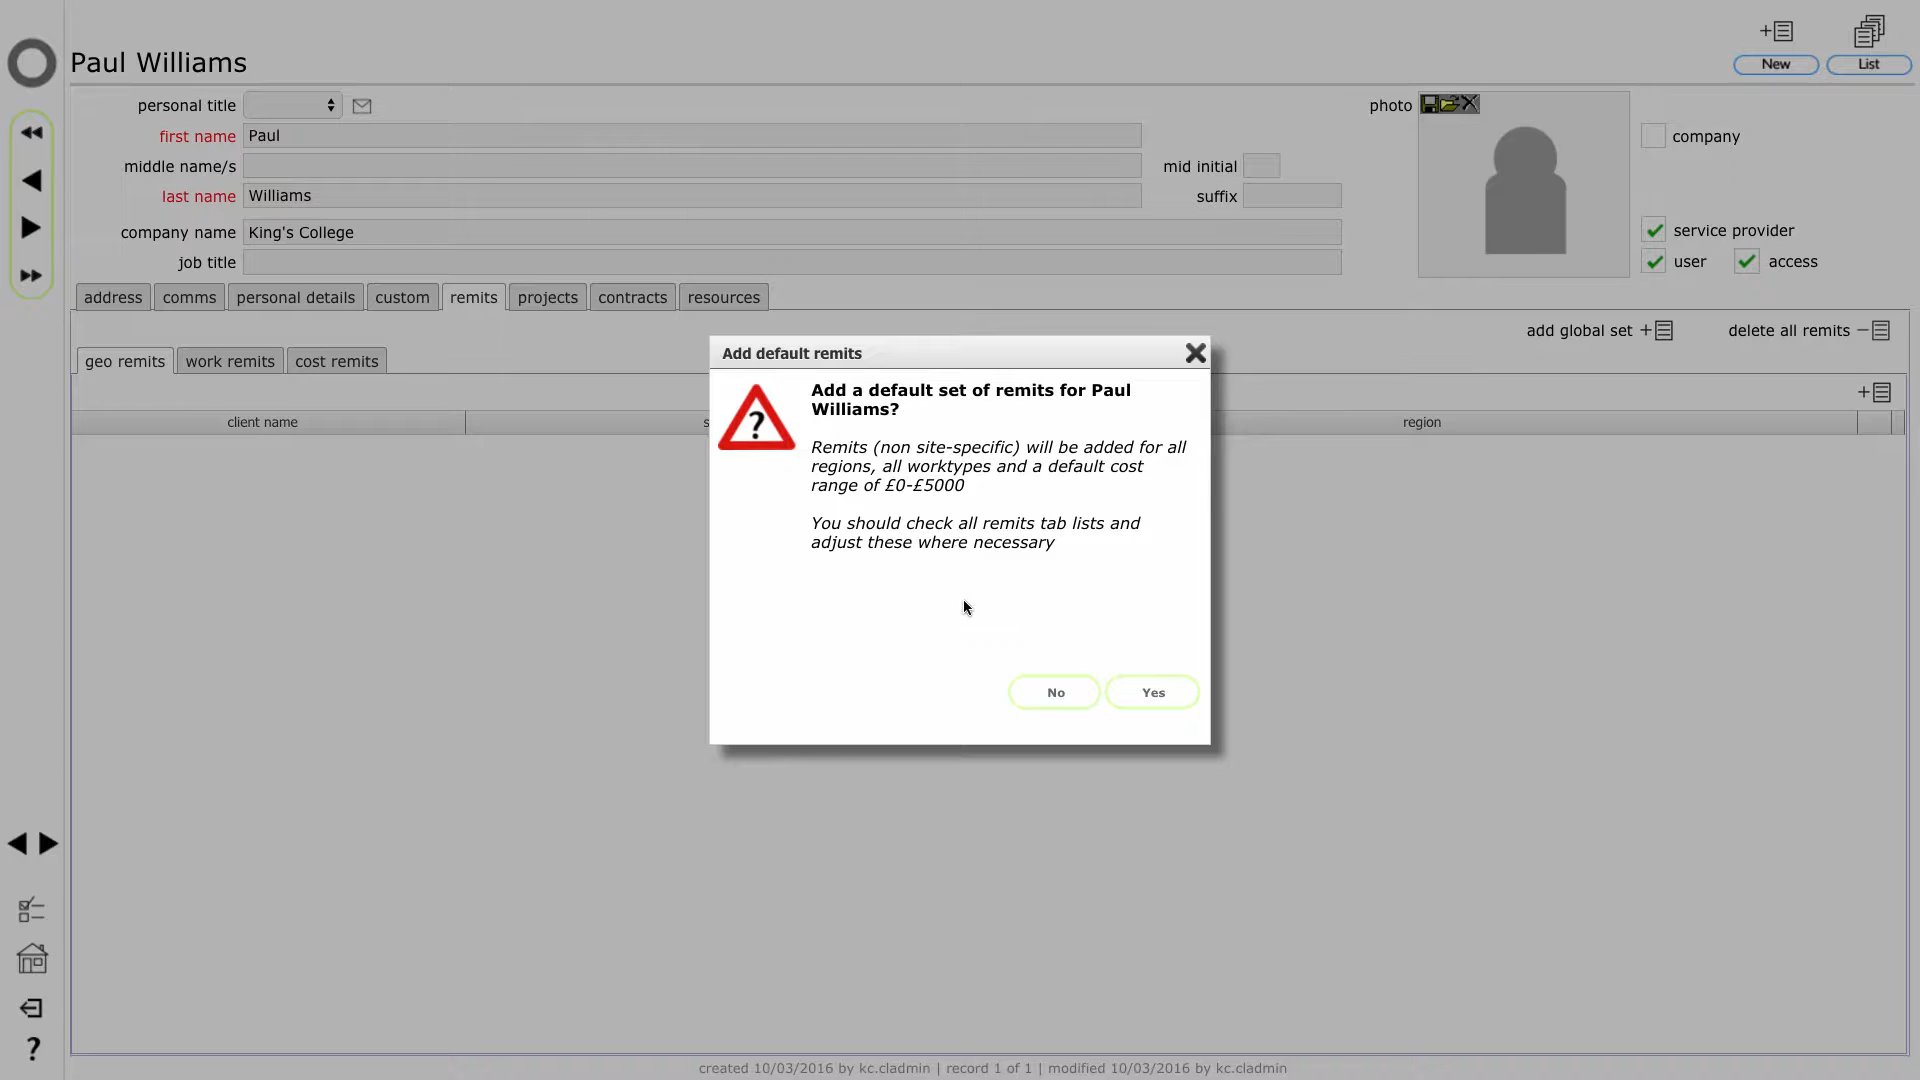 New
List
Paul Williams
personal title
photo
first name Paul
company
middle name/s
mid initial
last name Williams
suffix
company name King's College
service provider
job title
user
access
address
comms
personal details
custom
remits
projects
contracts
resources
add global set +
delete all remits −
geo remits
work remits
cost remits
client name
s
region
Add default remits
?
Add a default set of remits for Paul
Williams?
Remits (non site-specific) will be added for all
regions, all worktypes and a default cost
range of £0-£5000
You should check all remits tab lists and
adjust these where necessary
No
Yes
?
created 10/03/2016 by kc.cladmin | record 1 of 1 | modified 10/03/2016 by kc.cladmin